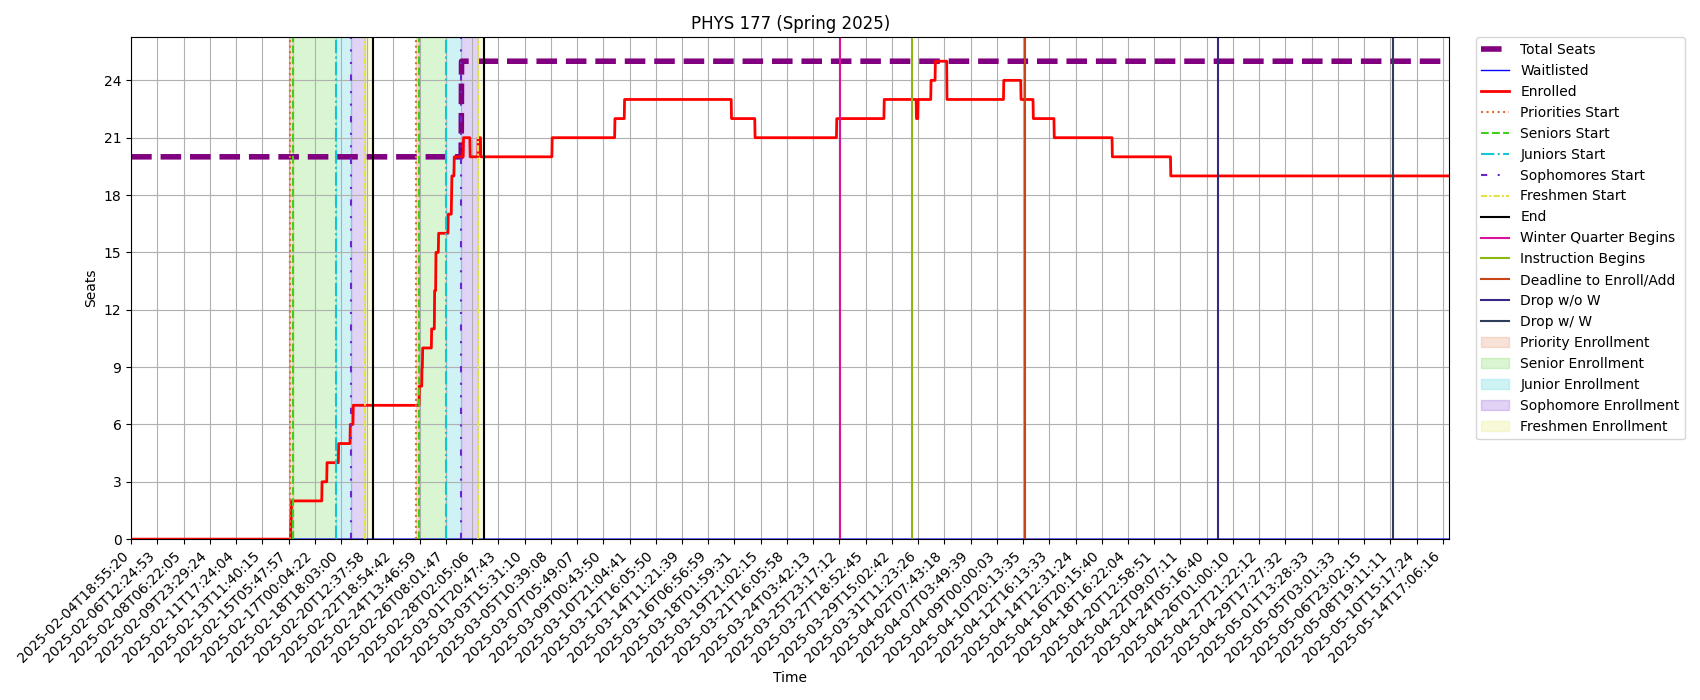 PHYS 177 (Spring 2025)
24
21
18
15
12
9
6
3
0
Seats
2025-02-04T18:55:20
2025-02-06T12:24:53
2025-02-08T06:22:05
2025-02-09T23:29:24
2025-02-11T17:24:04
2025-02-13T11:40:15
2025-02-15T05:47:57
2025-02-17T00:04:22
2025-02-18T18:03:00
2025-02-20T12:37:58
2025-02-22T18:54:42
2025-02-24T13:46:59
2025-02-26T08:01:47
2025-02-28T02:05:06
2025-03-01T20:47:43
2025-03-03T15:31:10
2025-03-05T10:39:08
2025-03-07T05:49:07
2025-03-09T00:43:50
2025-03-10T21:04:41
2025-03-12T16:05:50
2025-03-14T11:21:39
2025-03-16T06:56:59
2025-03-18T01:59:31
2025-03-19T21:02:15
2025-03-21T16:05:58
2025-03-24T03:42:13
2025-03-25T23:17:12
2025-03-27T18:52:45
2025-03-29T15:02:42
2025-03-31T11:23:26
2025-04-02T07:43:18
2025-04-07T03:49:39
2025-04-09T00:00:03
2025-04-10T20:13:35
2025-04-12T16:13:33
2025-04-14T12:31:24
2025-04-16T20:15:40
2025-04-18T16:22:04
2025-04-20T12:58:51
2025-04-22T09:07:11
2025-04-24T05:16:40
2025-04-26T01:00:10
2025-04-27T21:22:12
2025-04-29T17:27:32
2025-05-01T13:28:33
2025-05-05T03:01:33
2025-05-06T23:02:15
2025-05-08T19:11:11
2025-05-10T15:17:24
2025-05-14T17:06:16
Time
Total Seats
Waitlisted
Enrolled
Priorities Start
Seniors Start
Juniors Start
Sophomores Start
Freshmen Start
End
Winter Quarter Begins
Instruction Begins
Deadline to Enroll/Add
Drop w/o W
Drop w/ W
Priority Enrollment
Senior Enrollment
Junior Enrollment
Sophomore Enrollment
Freshmen Enrollment